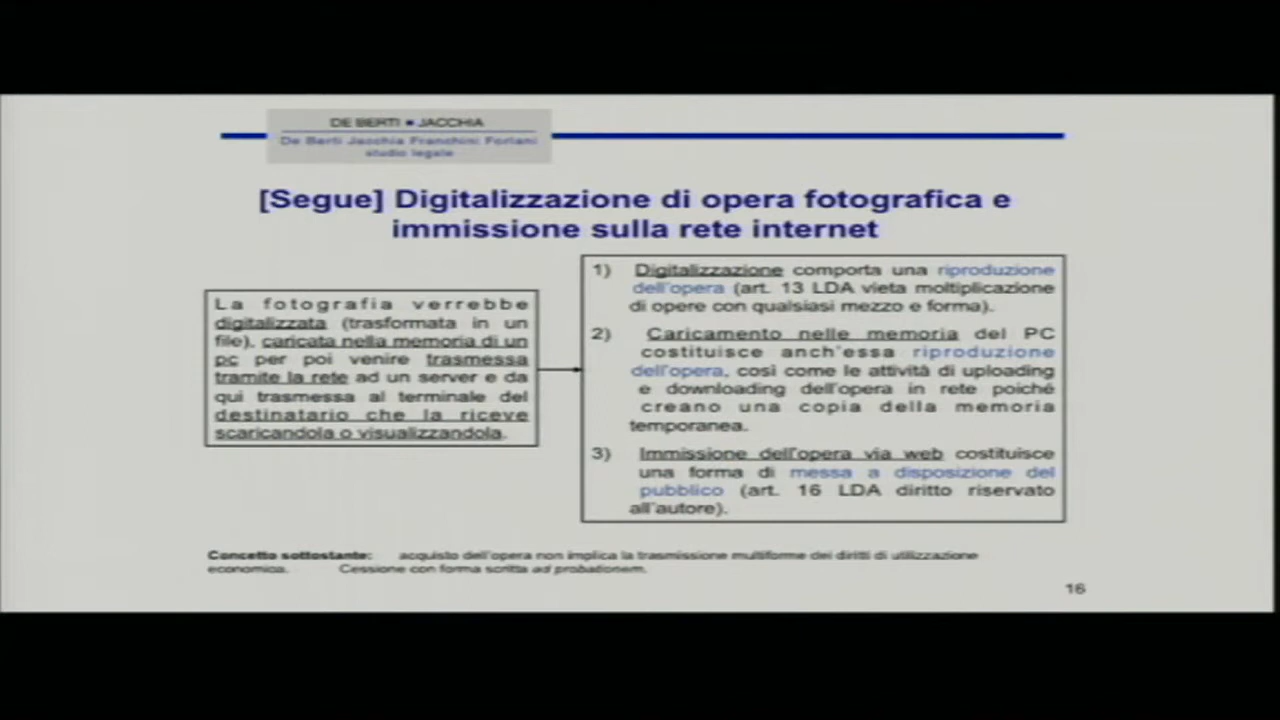 DE BERTI ■ JACCHIA
De Berti Jacchia Franchini Forlani
studio legale
[Segue] Digitalizzazione di opera fotografica e
immissione sulla rete internet
La fotografia verrebbe
digitalizzata (trasformata in un
file), caricata nella memoria di un
pc per poi venire trasmessa
tramite la rete ad un server e da
qui trasmessa al terminale del
destinatario che la riceve
scaricandola o visualizzandola.
1) Digitalizzazione comporta una riproduzione
dell'opera (art. 13 LDA vieta moltiplicazione
di opere con qualsiasi mezzo e forma).
2) Caricamento nelle memoria del PC
costituisce anch'essa riproduzione
dell'opera, così come le attività di uploading
e downloading dell'opera in rete poiché
creano una copia della memoria
temporanea.
3) Immissione dell'opera via web costituisce
una forma di messa a disposizione del
pubblico (art. 16 LDA diritto riservato
all'autore).
Concetto sottostante: acquisto dell'opera non implica la trasmissione multiforme dei diritti di utilizzazione
economica. Cessione con forma scritta ad probationem.
16